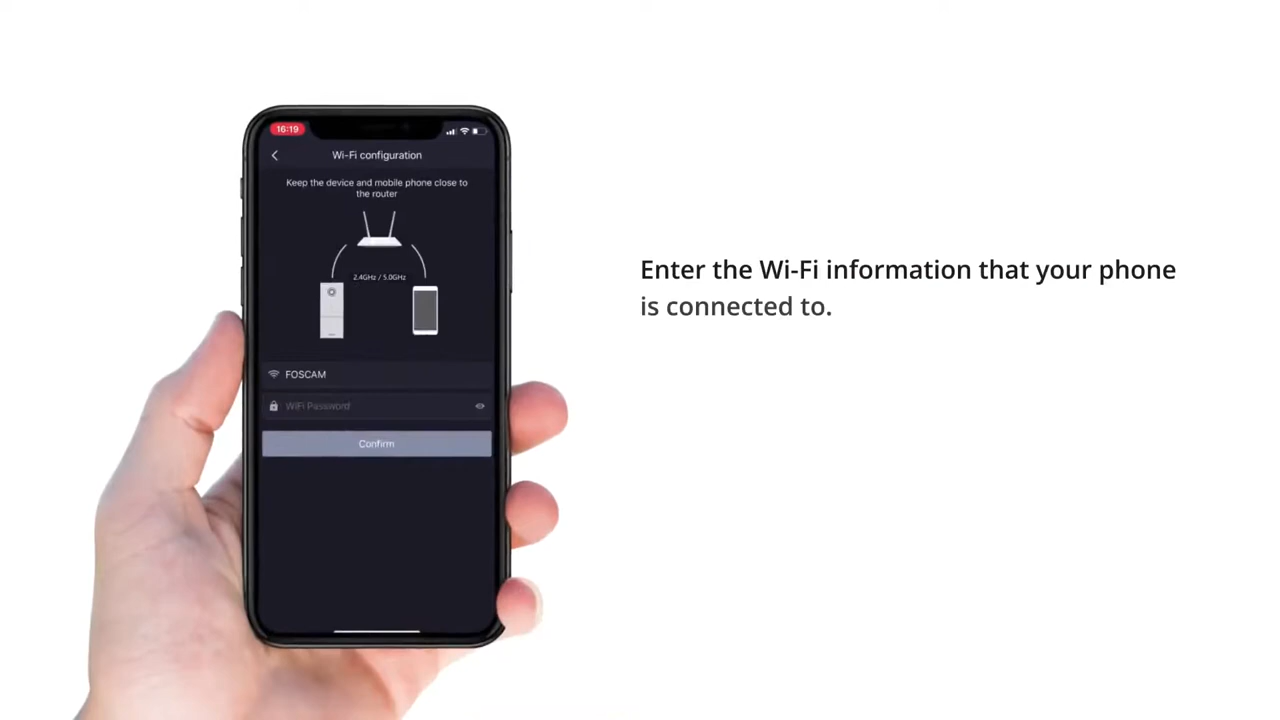 16:19
Wi-Fi configuration
Keep the device and mobile phone close to
the router
2.4GHz / 5.0GHz
FOSCAM
WiFi Password
Confirm
Enter the Wi-Fi information that your phone
is connected to.